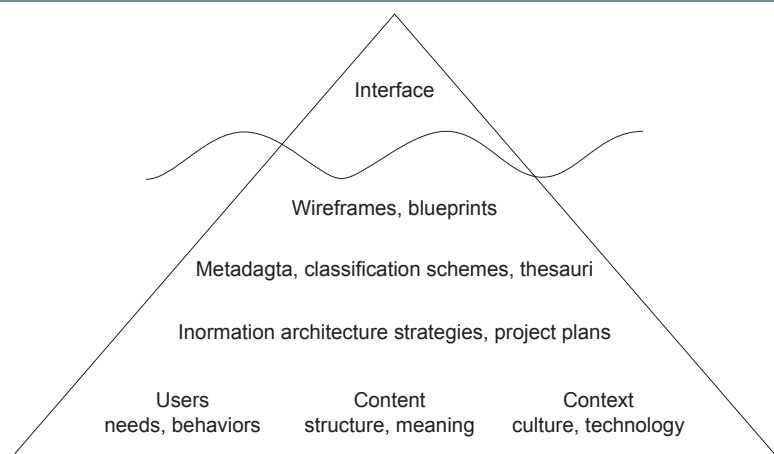 Interface
Wireframes, blueprints
Metadagta, classification schemes, thesauri
Inormation architecture strategies, project plans
Users Content Context
needs, behaviors structure, meaning culture, technology